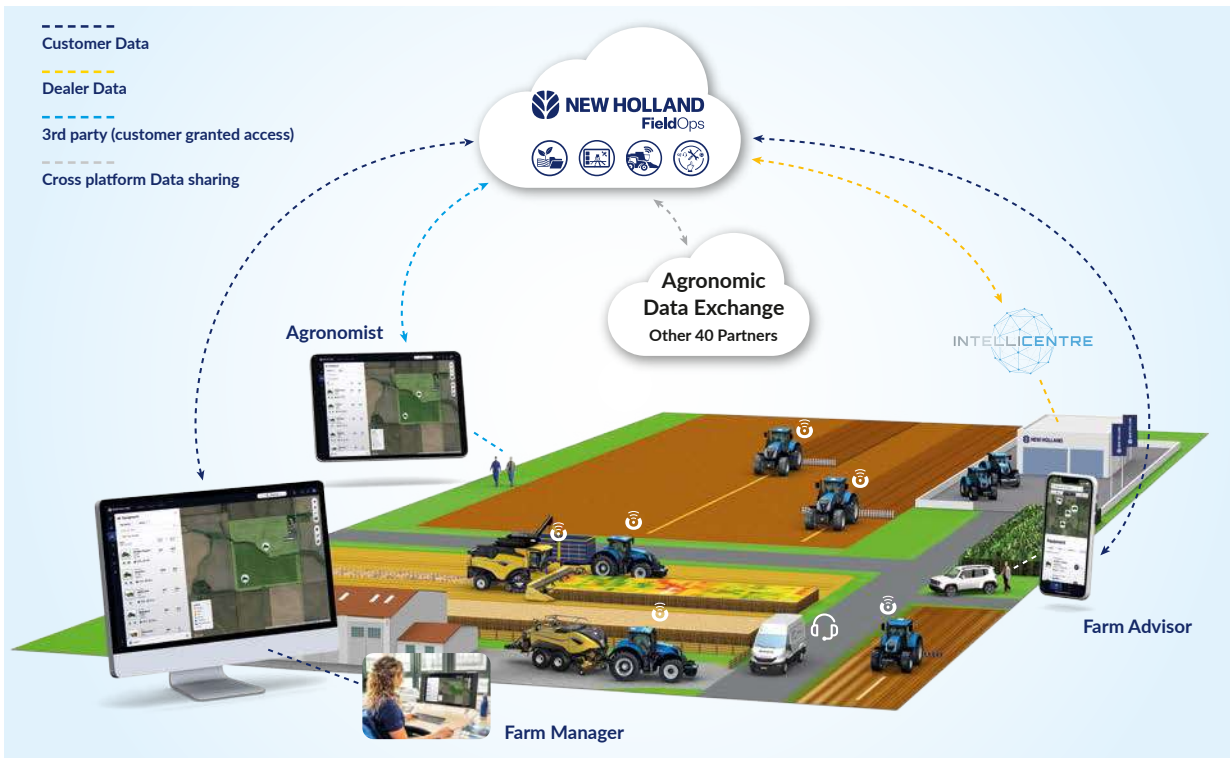 Customer Data
Dealer Data
3rd party (customer granted access)
Cross platform Data sharing
NEW HOLLAND
FieldOps
Agronomic
Data Exchange
Other 40 Partners
Agronomist
INTELLICENTRE
NEW HOLLAND
Farm Advisor
Farm Manager